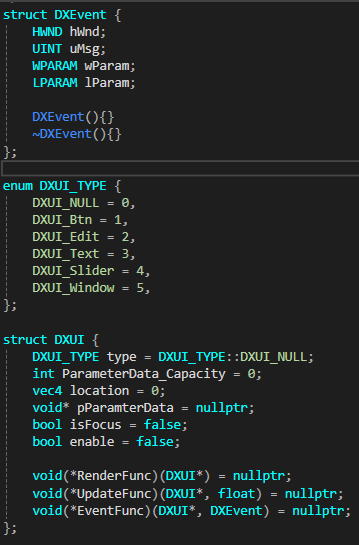 struct DXEvent {
    HWND hWnd;
    UINT uMsg;
    WPARAM wParam;
    LPARAM lParam;

    DXEvent(){}
    ~DXEvent(){}
};

enum DXUI_TYPE {
    DXUI_NULL = 0,
    DXUI_Btn = 1,
    DXUI_Edit = 2,
    DXUI_Text = 3,
    DXUI_Slider = 4,
    DXUI_Window = 5,
};

struct DXUI {
    DXUI_TYPE type = DXUI_TYPE::DXUI_NULL;
    int ParameterData_Capacity = 0;
    vec4 location = 0;
    void* pParamterData = nullptr;
    bool isFocus = false;
    bool enable = false;

    void(*RenderFunc)(DXUI*) = nullptr;
    void(*UpdateFunc)(DXUI*, float) = nullptr;
    void(*EventFunc)(DXUI*, DXEvent) = nullptr;
};